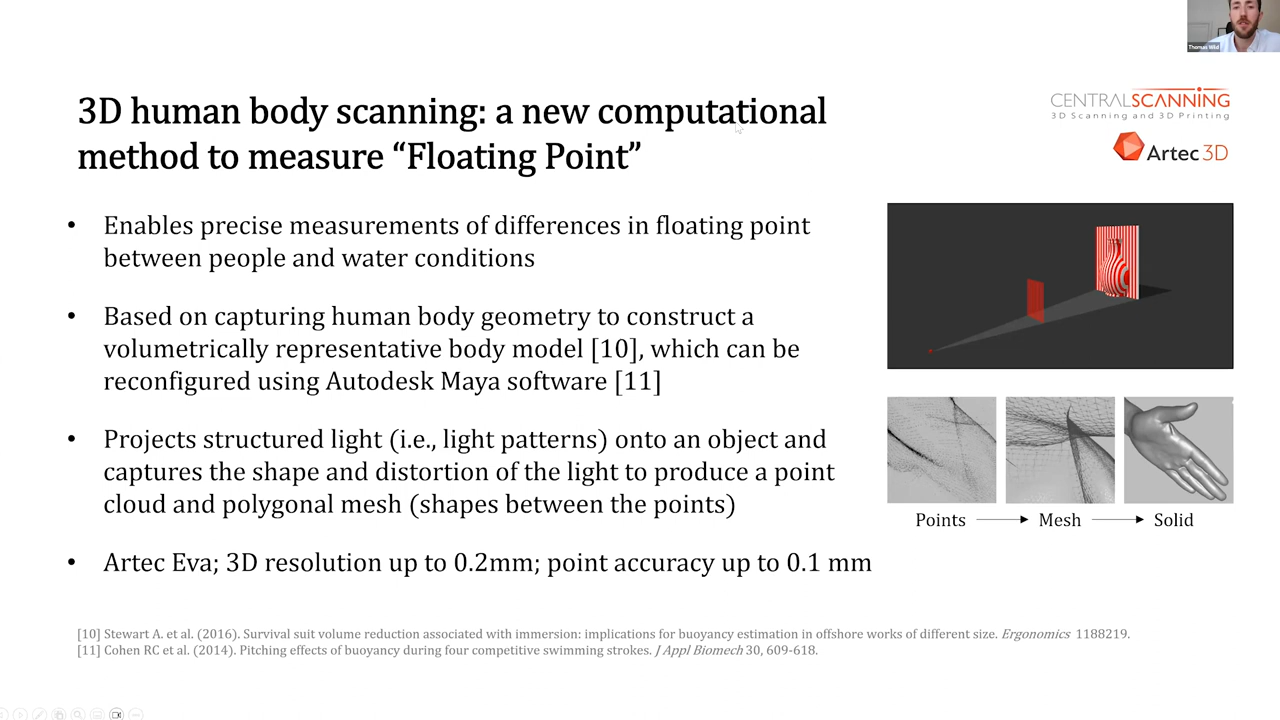 Thomas Wild
3D human body scanning: a new computational
method to measure “Floating Point”
CENTRALSCANNING
3D Scanning and 3D Printing
Artec 3D
• Enables precise measurements of differences in floating point
between people and water conditions
• Based on capturing human body geometry to construct a
volumetrically representative body model [10], which can be
reconfigured using Autodesk Maya software [11]
• Projects structured light (i.e., light patterns) onto an object and
captures the shape and distortion of the light to produce a point
cloud and polygonal mesh (shapes between the points)
• Artec Eva; 3D resolution up to 0.2mm; point accuracy up to 0.1 mm
Points → Mesh → Solid
[10] Stewart A. et al. (2016). Survival suit volume reduction associated with immersion: implications for buoyancy estimation in offshore works of different size. Ergonomics 1188219.
[11] Cohen RC et al. (2014). Pitching effects of buoyancy during four competitive swimming strokes. J Appl Biomech 30, 609-618.